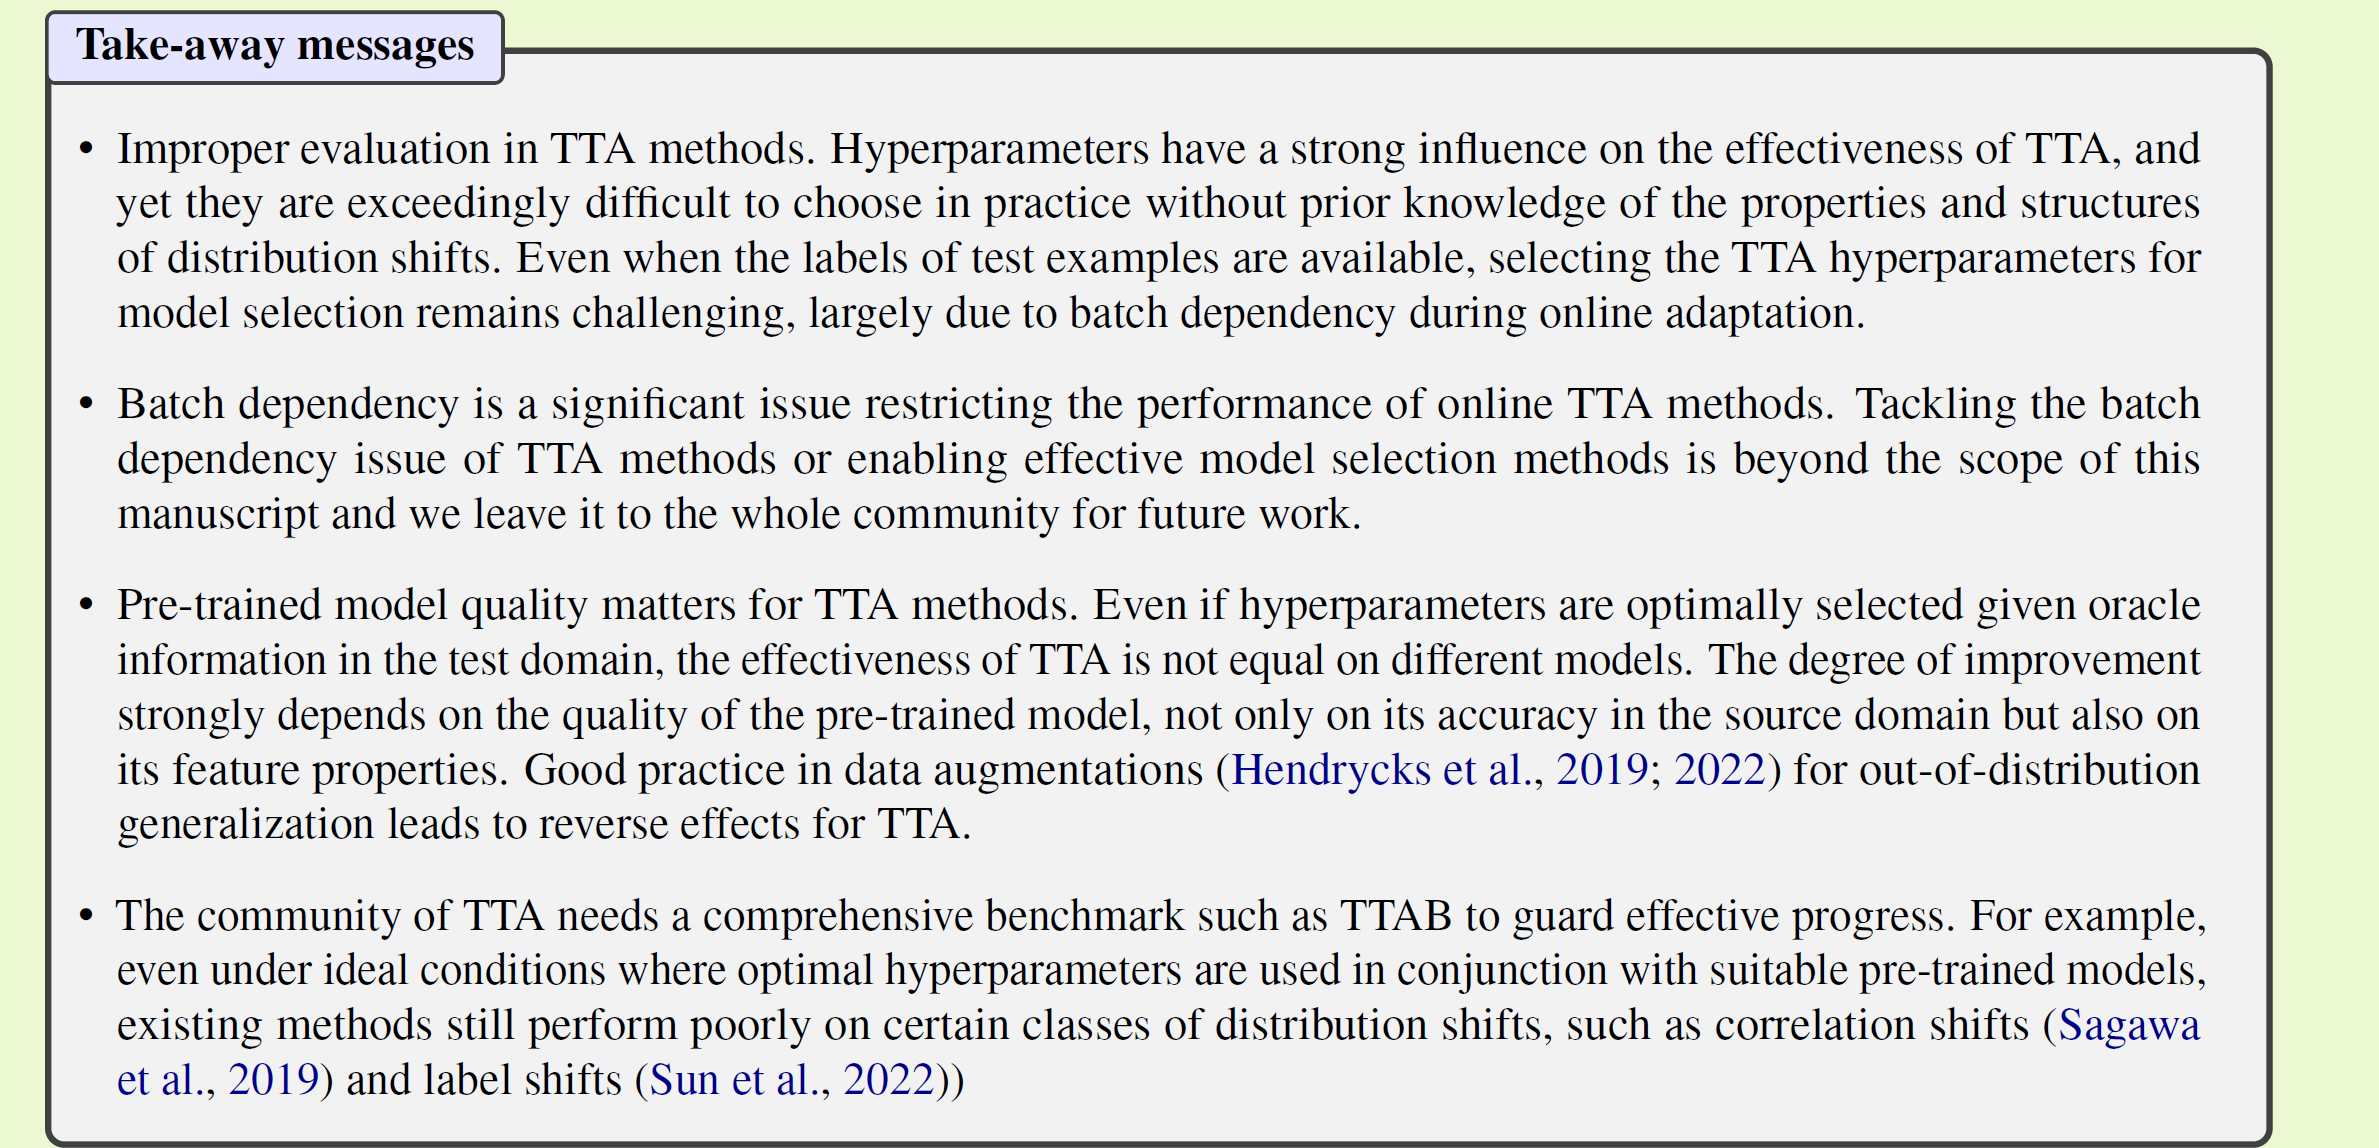 Take-away messages
• Improper evaluation in TTA methods. Hyperparameters have a strong influence on the effectiveness of TTA, and
yet they are exceedingly difficult to choose in practice without prior knowledge of the properties and structures
of distribution shifts. Even when the labels of test examples are available, selecting the TTA hyperparameters for
model selection remains challenging, largely due to batch dependency during online adaptation.
• Batch dependency is a significant issue restricting the performance of online TTA methods. Tackling the batch
dependency issue of TTA methods or enabling effective model selection methods is beyond the scope of this
manuscript and we leave it to the whole community for future work.
• Pre-trained model quality matters for TTA methods. Even if hyperparameters are optimally selected given oracle
information in the test domain, the effectiveness of TTA is not equal on different models. The degree of improvement
strongly depends on the quality of the pre-trained model, not only on its accuracy in the source domain but also on
its feature properties. Good practice in data augmentations (Hendrycks et al., 2019; 2022) for out-of-distribution
generalization leads to reverse effects for TTA.
• The community of TTA needs a comprehensive benchmark such as TTAB to guard effective progress. For example,
even under ideal conditions where optimal hyperparameters are used in conjunction with suitable pre-trained models,
existing methods still perform poorly on certain classes of distribution shifts, such as correlation shifts (Sagawa
et al., 2019) and label shifts (Sun et al., 2022))